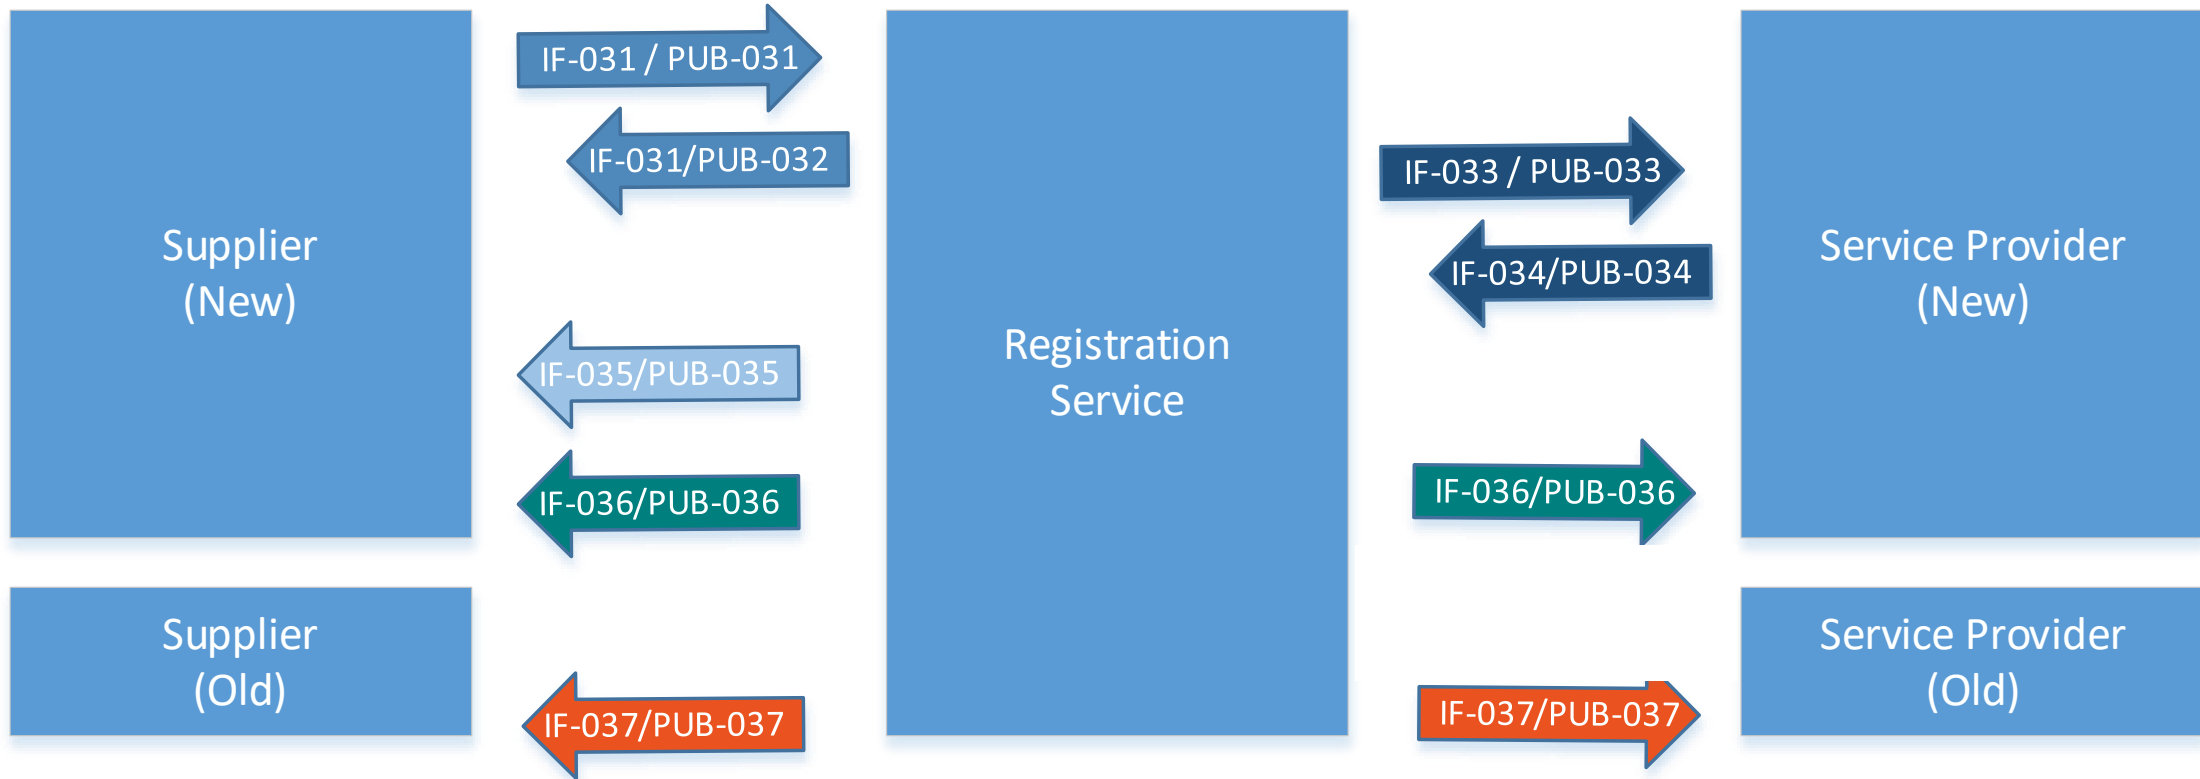 IF-031 / PUB-031
IF-031/PUB-032
IF-033 / PUB-033
IF-034/PUB-034
Supplier
(New)
Registration
Service
Service Provider
(New)
IF-035/PUB-035
IF-036/PUB-036
IF-036/PUB-036
Supplier
(Old)
Service Provider
(Old)
IF-037/PUB-037
IF-037/PUB-037